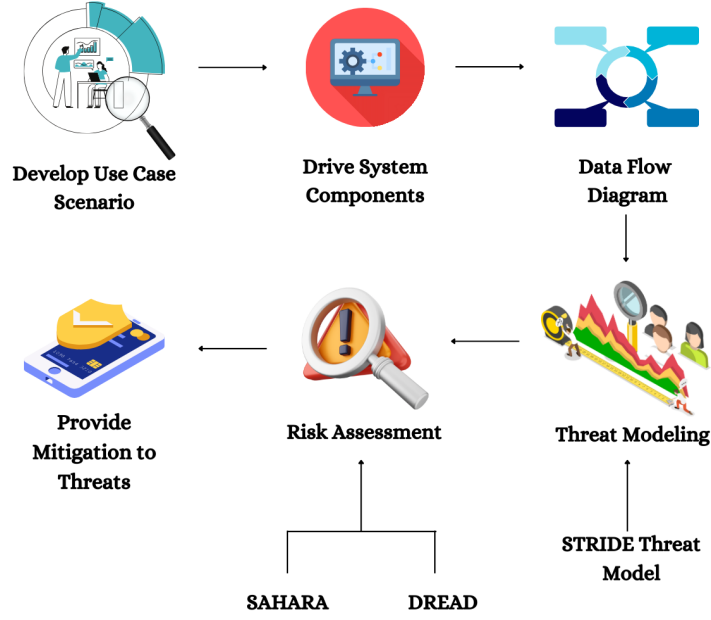 Develop Use Case
Scenario
Drive System
Components
Data Flow
Diagram
Provide
Mitigation to
Threats
Risk Assessment
Threat Modeling
STRIDE Threat
Model
SAHARA
DREAD